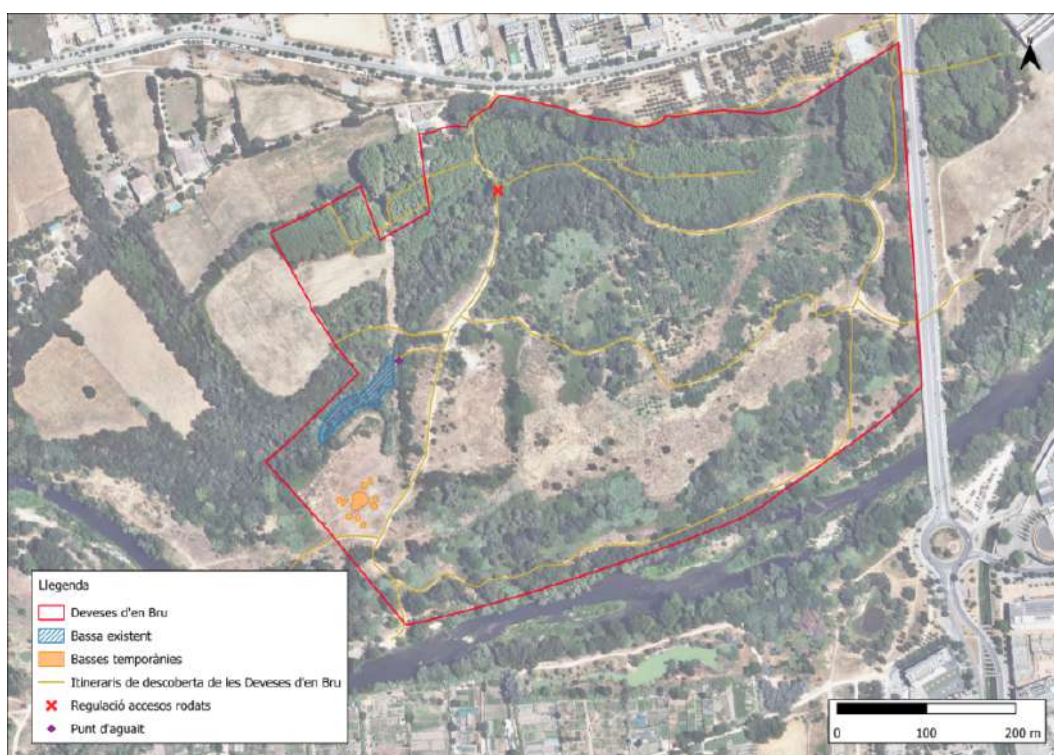 Llegenda
Deveses d'en Bru
Bassa existent
Basses temporànies
Itineraris de descoberta de les Deveses d'en Bru
Regulació accesos rodats
Punt d'aguait
0 100 200 m